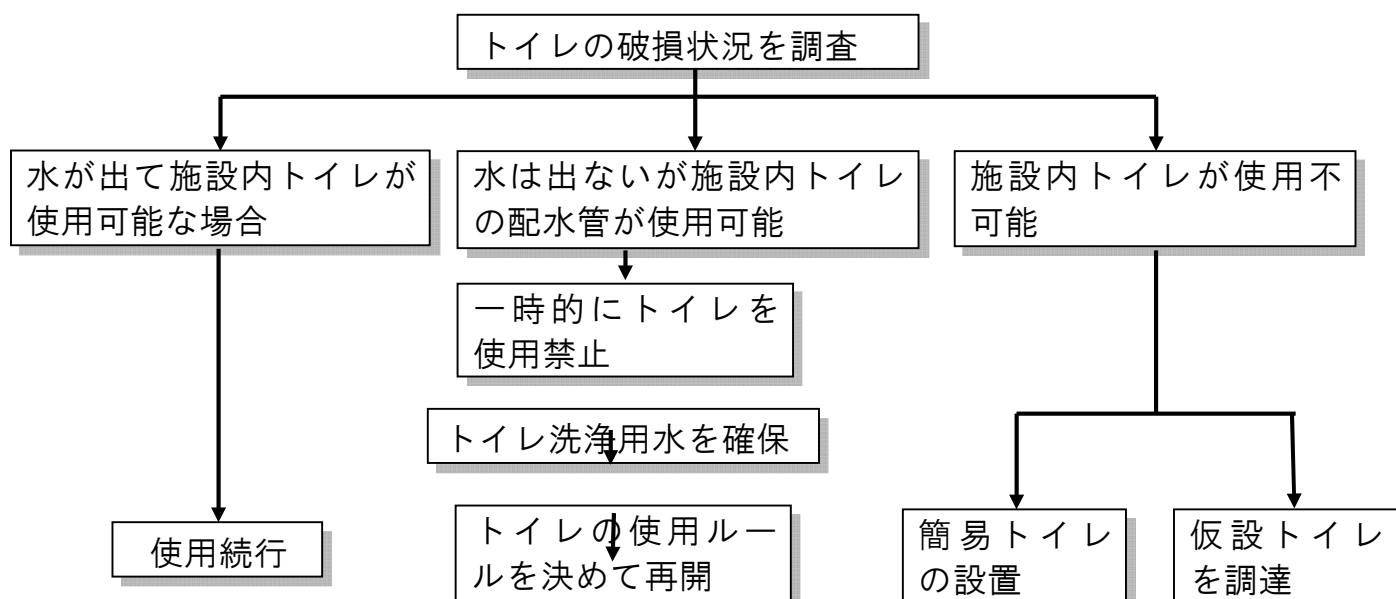 トイレの破損状況を調査
水が出て施設内トイレが
使用可能な場合
水は出ないが施設内トイレ
の配水管が使用可能
施設内トイレが使用不
可能
一時的にトイレを
使用禁止
トイレ洗浄用水を確保
使用続行
トイレの使用ルー
ルを決めて再開
簡易トイレ
の設置
仮設トイレ
を調達